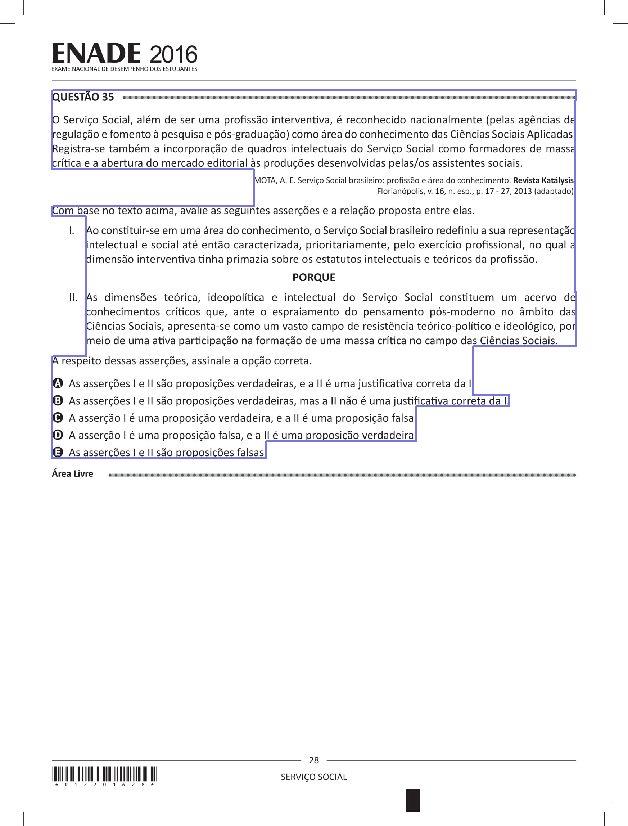 ENADE 2016
EXAME NACIONAL DE DESEMPENHO DOS ESTUDANTES
QUESTÃO 35
O Serviço Social, além de ser uma profissão interventiva, é reconhecido nacionalmente (pelas agências de
regulação e fomento à pesquisa e pós-graduação) como área do conhecimento das Ciências Sociais Aplicadas.
Registra-se também a incorporação de quadros intelectuais do Serviço Social como formadores de massa
crítica e a abertura do mercado editorial às produções desenvolvidas pelas/os assistentes sociais.
MOTA, A. E. Serviço Social brasileiro: profissão e área do conhecimento. Revista Katálysis.
Florianópolis, v. 16, n. esp., p. 17 - 27, 2013 (adaptado).
Com base no texto acima, avalie as seguintes asserções e a relação proposta entre elas.
I. Ao constituir-se em uma área do conhecimento, o Serviço Social brasileiro redefiniu a sua representação
intelectual e social até então caracterizada, prioritariamente, pelo exercício profissional, no qual a
dimensão interventiva tinha primazia sobre os estatutos intelectuais e teóricos da profissão.
PORQUE
II. As dimensões teórica, ideopolítica e intelectual do Serviço Social constituem um acervo de
conhecimentos críticos que, ante o espraiamento do pensamento pós-moderno no âmbito das
Ciências Sociais, apresenta-se como um vasto campo de resistência teórico-político e ideológico, por
meio de uma ativa participação na formação de uma massa crítica no campo das Ciências Sociais.
A respeito dessas asserções, assinale a opção correta.
A As asserções I e II são proposições verdadeiras, e a II é uma justificativa correta da I.
B As asserções I e II são proposições verdadeiras, mas a II não é uma justificativa correta da I.
C A asserção I é uma proposição verdadeira, e a II é uma proposição falsa.
D A asserção I é uma proposição falsa, e a II é uma proposição verdadeira.
E As asserções I e II são proposições falsas.
Área Livre
28
SERVIÇO SOCIAL